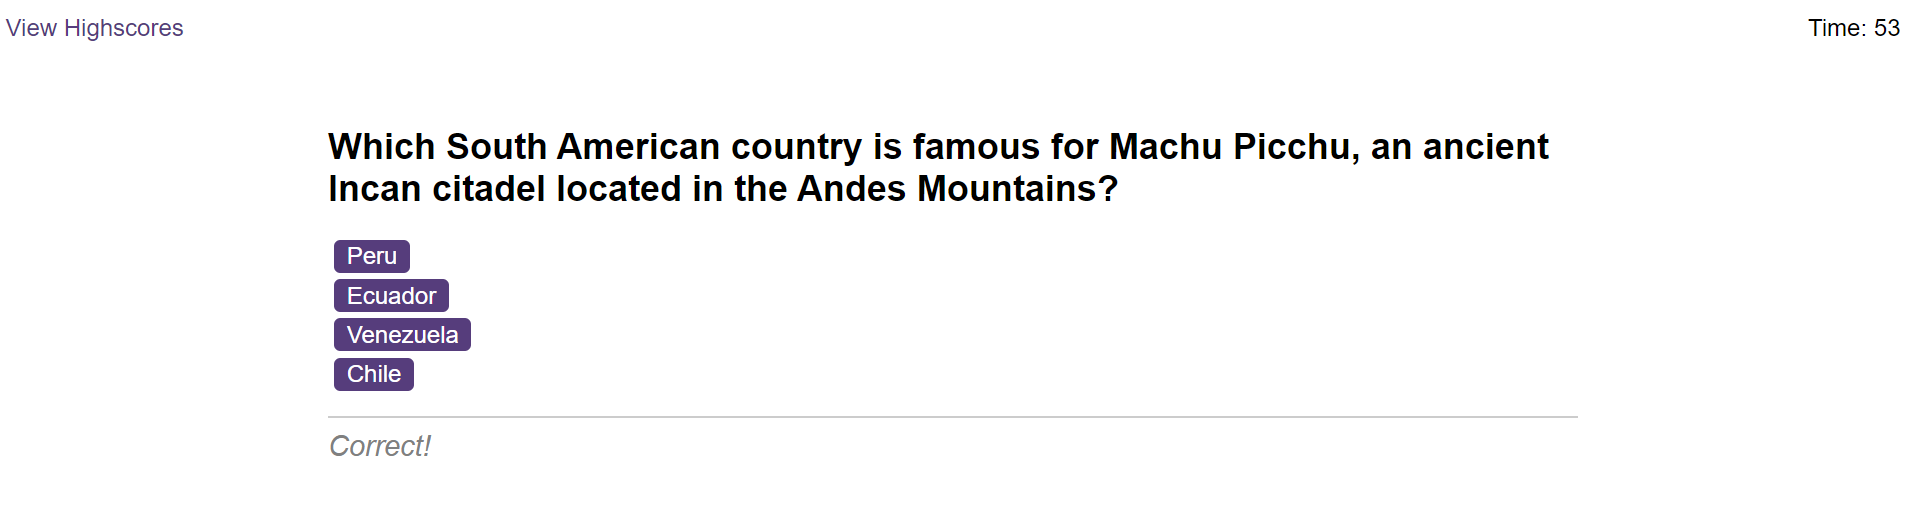 View Highscores
Time: 53
Which South American country is famous for Machu Picchu, an ancient
Incan citadel located in the Andes Mountains?
Peru
Ecuador
Venezuela
Chile
Correct!